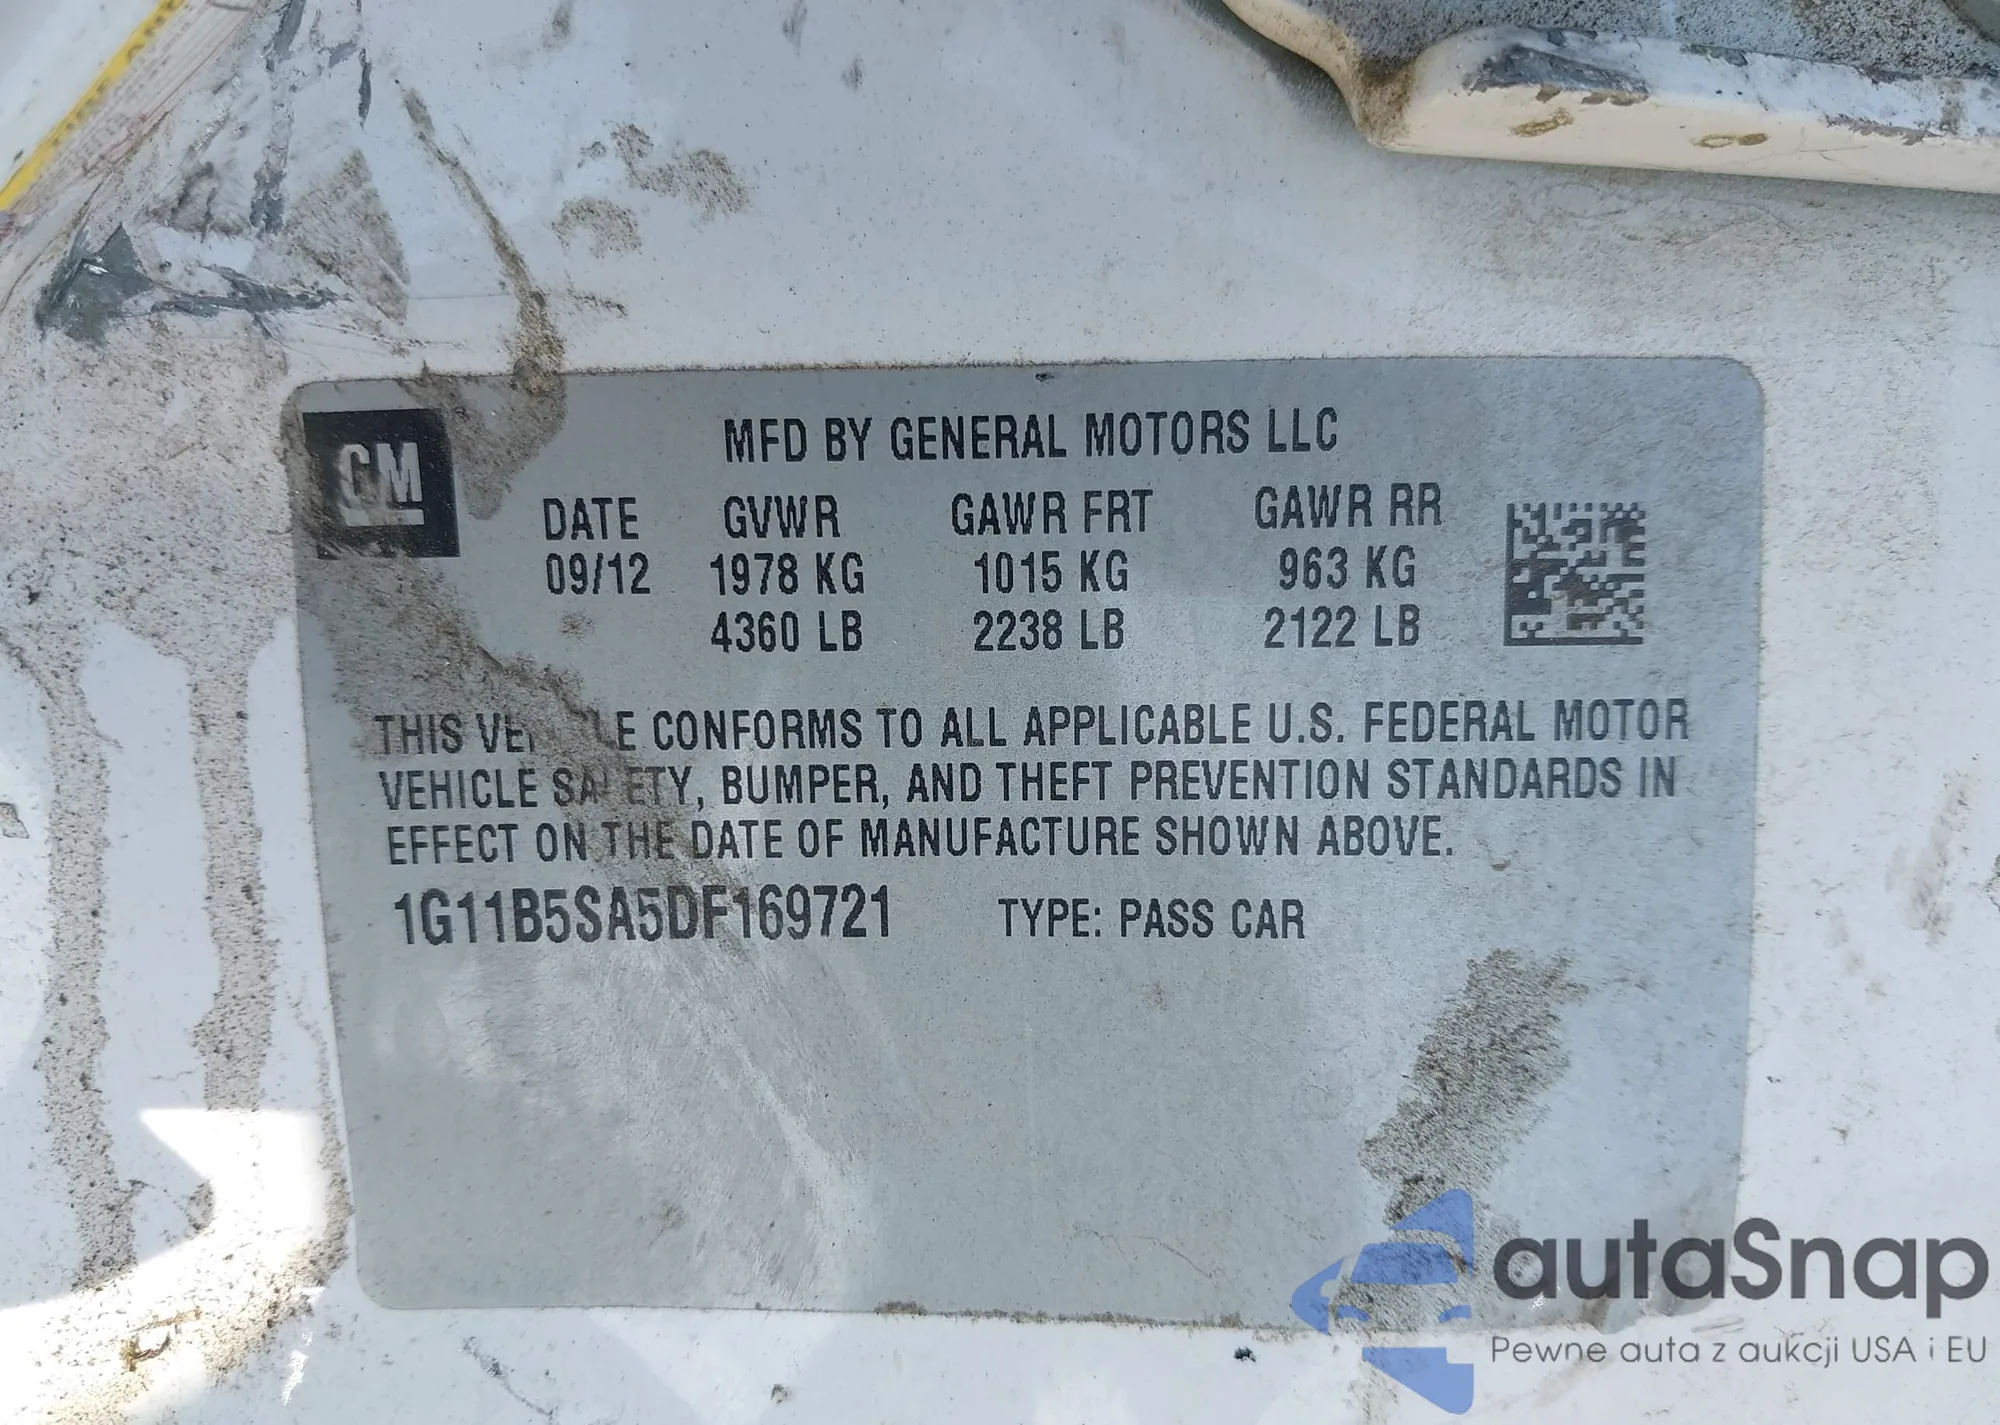 GM
MFD BY GENERAL MOTORS LLC
DATE GVWR GAWR FRT GAWR RR
09/12 1978 KG 1015 KG 963 KG
4360 LB 2238 LB 2122 LB
THIS VEHICLE CONFORMS TO ALL APPLICABLE U.S. FEDERAL MOTOR
VEHICLE SAFETY, BUMPER, AND THEFT PREVENTION STANDARDS IN
EFFECT ON THE DATE OF MANUFACTURE SHOWN ABOVE.
1G11B5SA5DF169721 TYPE: PASS CAR
autaSnap
Pewne auta z aukcji USA i EU